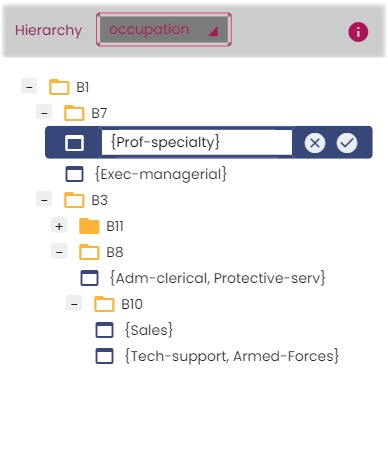 Hierarchy occupation i
- B1
- B7
{Prof-specialty}
{Exec-managerial}
- B3
+ B11
- B8
{Adm-clerical, Protective-serv}
- B10
{Sales}
{Tech-support, Armed-Forces}